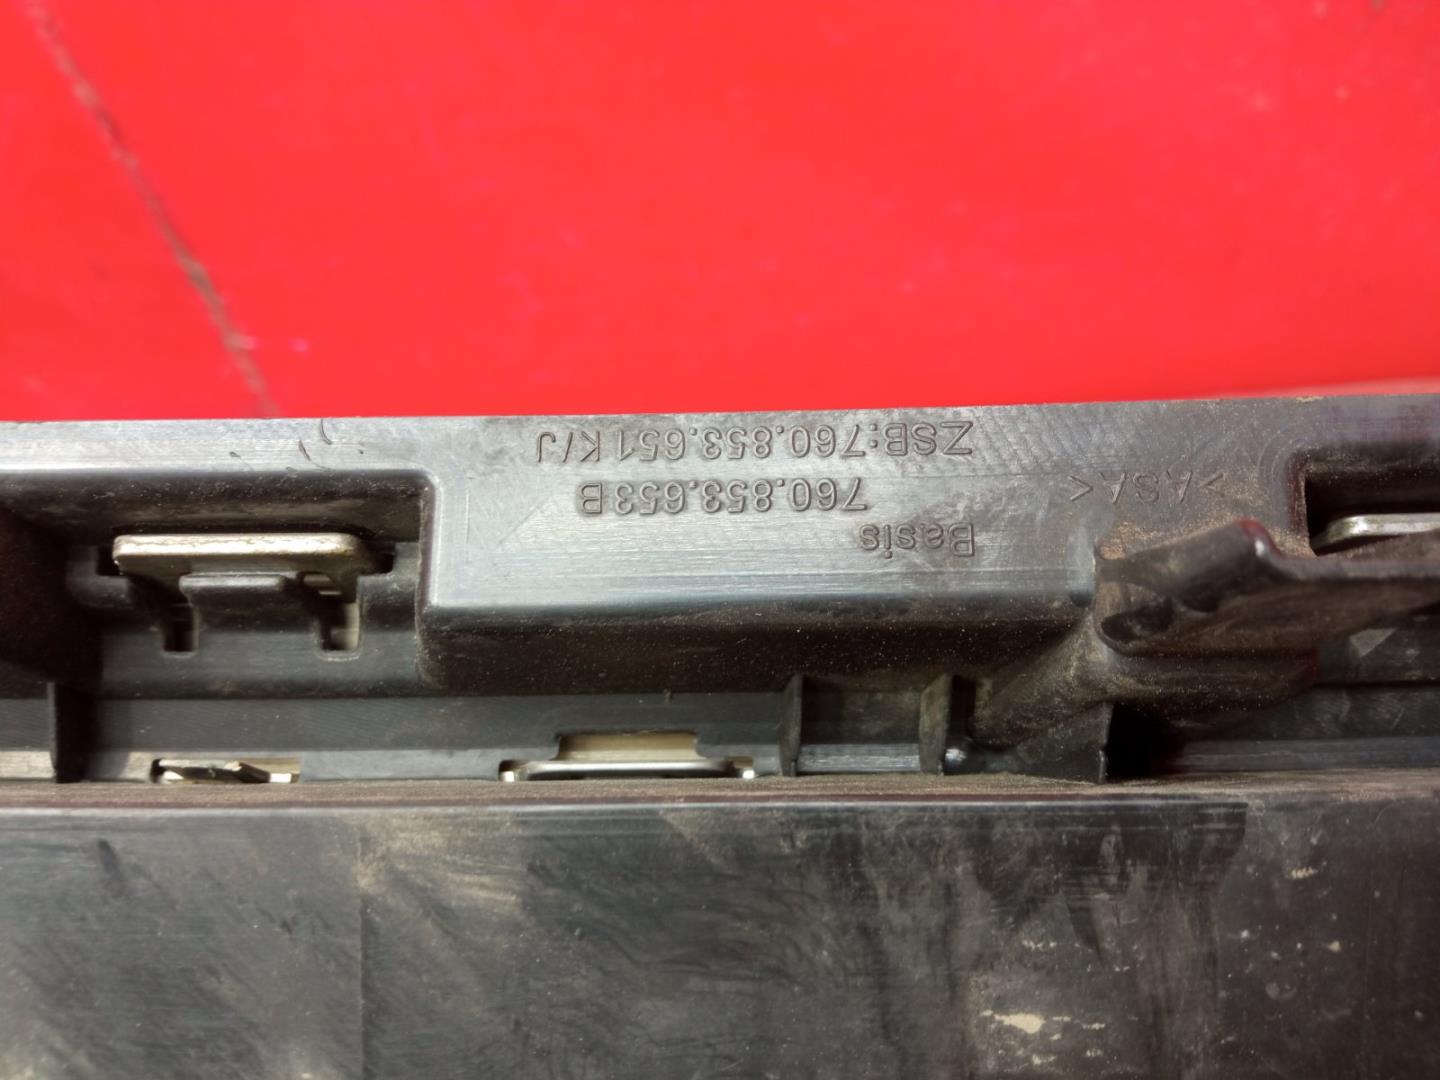 Basis
760.853.653 B >ASA<
ZSB:760.853.651 K/J